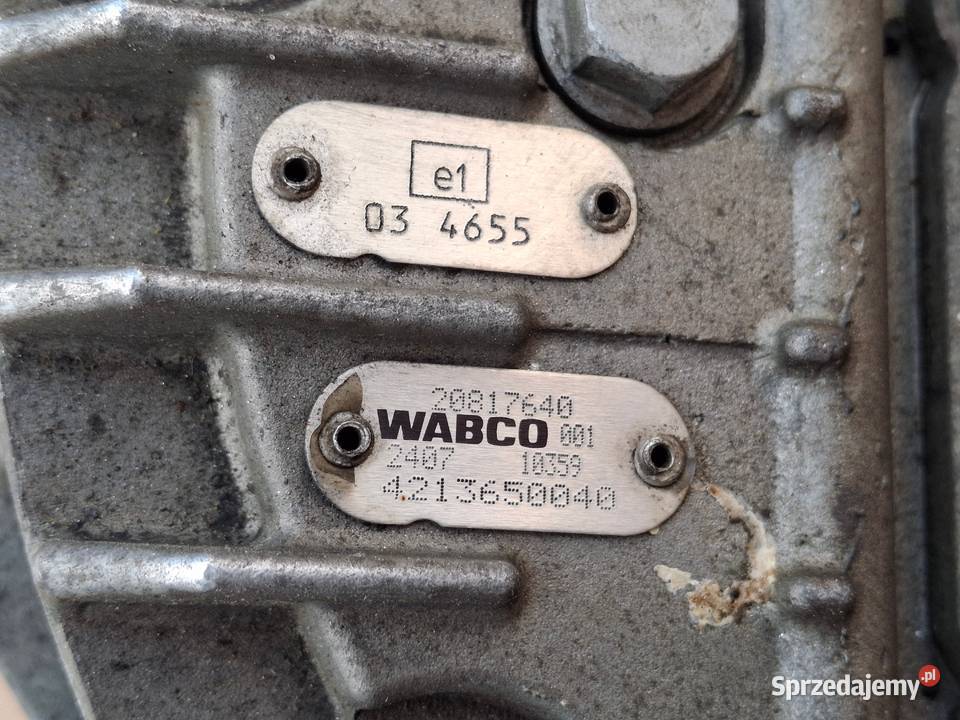 e1
03 4655
20817640
WABCO 001
2407 10359
4213650040
Sprzedajemy.pl